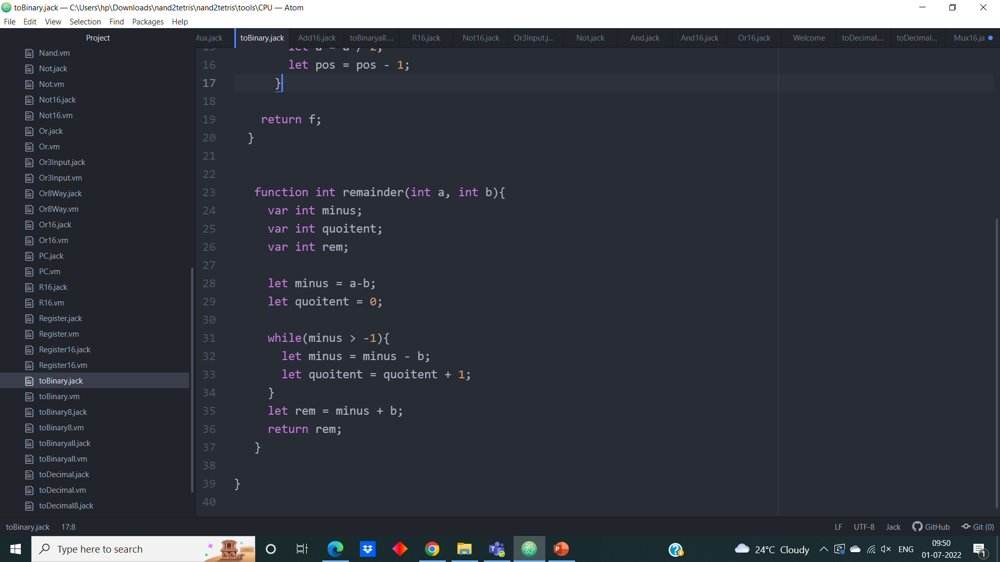 toBinary.jack — C:\Users\hp\Downloads\nand2tetris\nand2tetris\tools\CPU — Atom
File Edit View Selection Find Packages Help
Project
Mux.jack toBinary.jack Add16.jack toBinaryall.... R16.jack Not16.jack Or3Input.j... Not.jack And.jack And16.jack Or16.jack Welcome toDecimal.... toDecimal... Mux16.ja
Nand.vm
Not.jack
Not.vm
Not16.jack
Not16.vm
Or.jack
Or.vm
Or3Input.jack
Or3Input.vm
Or8Way.jack
Or8Way.vm
Or16.jack
Or16.vm
PC.jack
PC.vm
R16.jack
R16.vm
Register.jack
Register.vm
Register16.jack
Register16.vm
toBinary.jack
toBinary.vm
toBinary8.jack
toBinary8.vm
toBinaryall.jack
toBinaryall.vm
toDecimal.jack
toDecimal.vm
toDecimal8.jack
15 let a = a / 2;
16 let pos = pos - 1;
17 }
18
19 return f;
20 }
21
22
23 function int remainder(int a, int b){
24 var int minus;
25 var int quoitent;
26 var int rem;
27
28 let minus = a-b;
29 let quoitent = 0;
30
31 while(minus > -1){
32 let minus = minus - b;
33 let quoitent = quoitent + 1;
34 }
35 let rem = minus + b;
36 return rem;
37 }
38
39 }
40
toBinary.jack 17:8 LF UTF-8 Jack GitHub Git (0)
Type here to search
24°C Cloudy ENG 09:50
01-07-2022
1